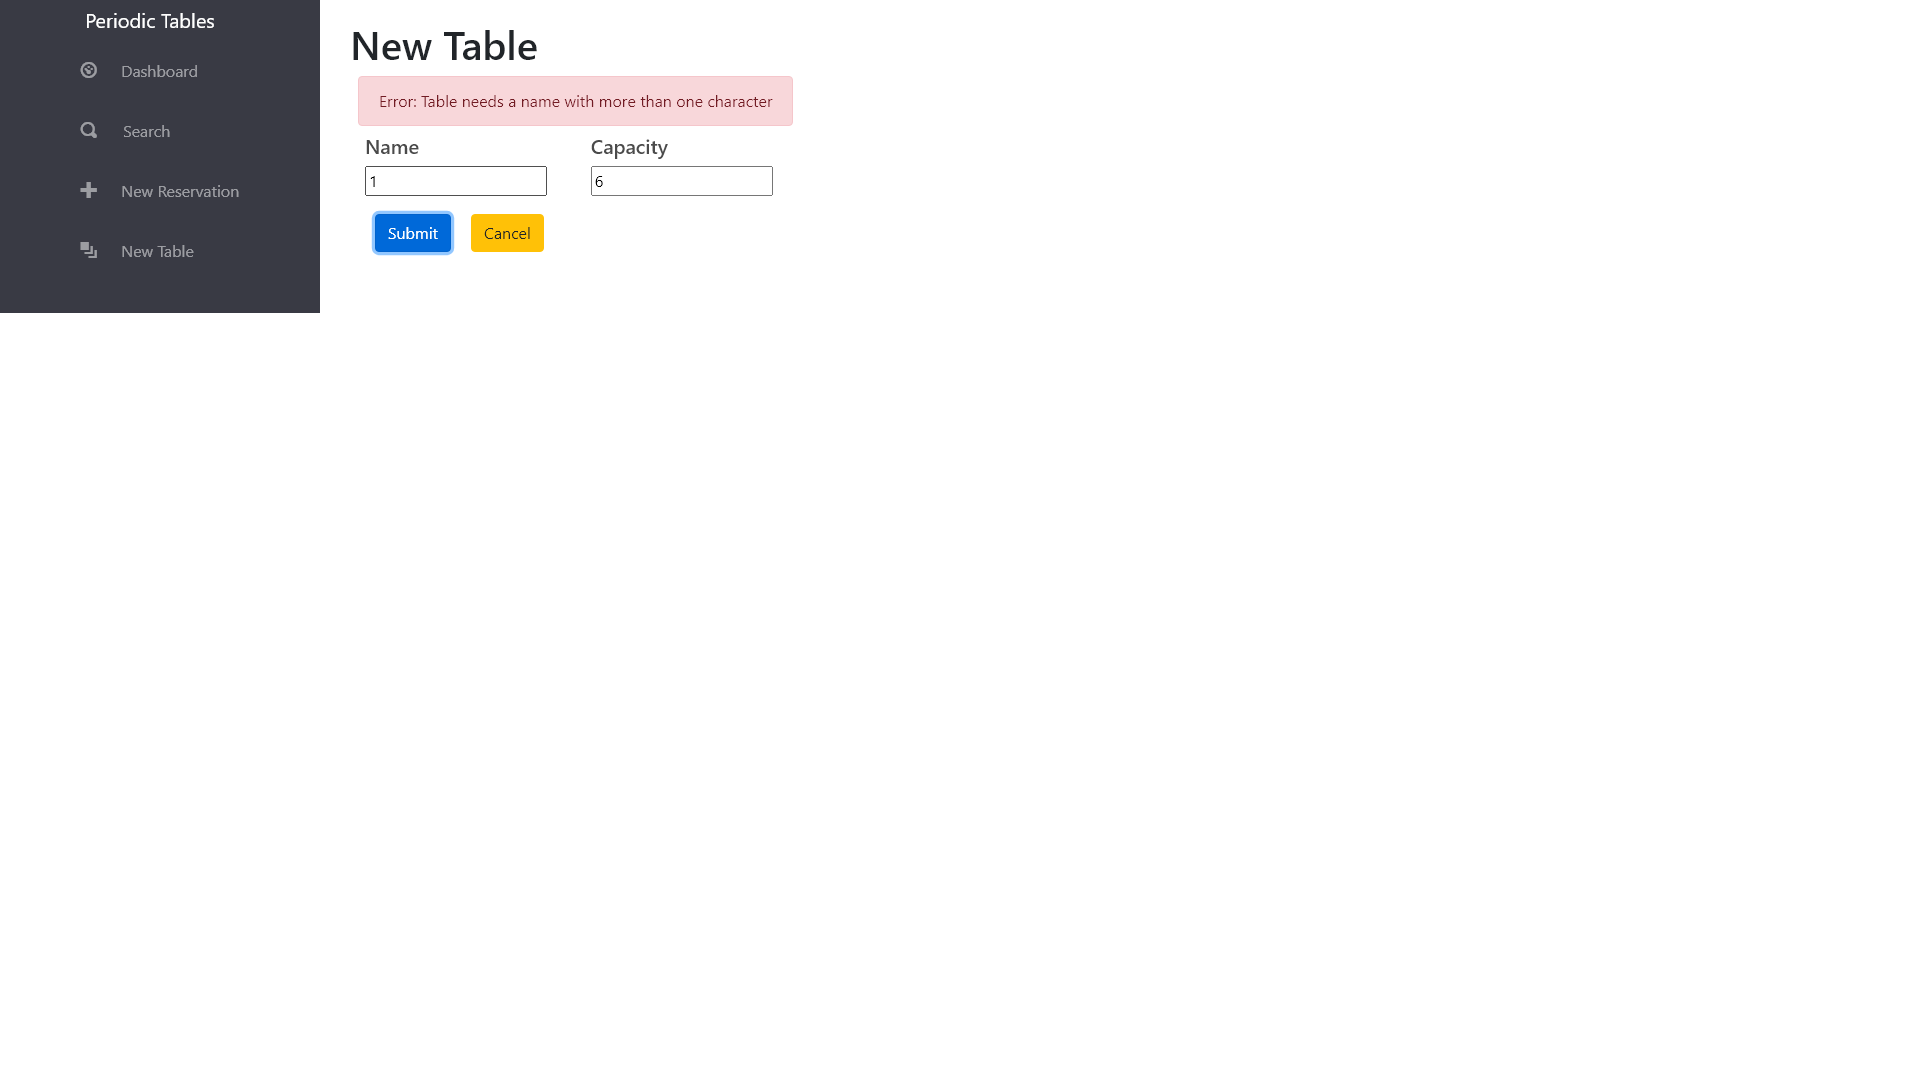 Periodic Tables
Dashboard
Search
New Reservation
New Table
New Table
Error: Table needs a name with more than one character
Name Capacity
1 6
Submit Cancel